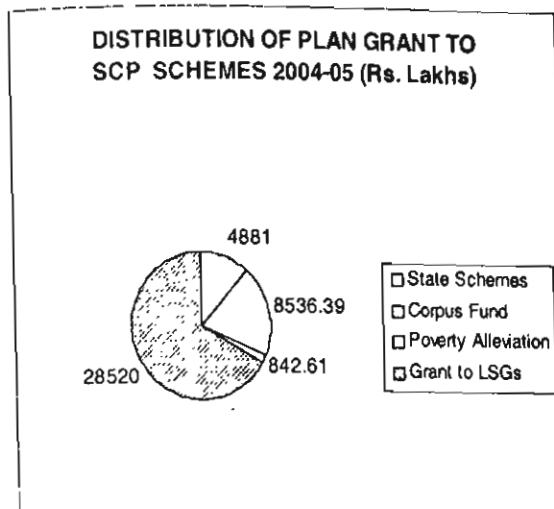 DISTRIBUTION OF PLAN GRANT TO
SCP SCHEMES 2004-05 (Rs. Lakhs)
4881
8536.39
842.61
28520
State Schemes
Corpus Fund
Poverty Alleviation
Grant to LSGs